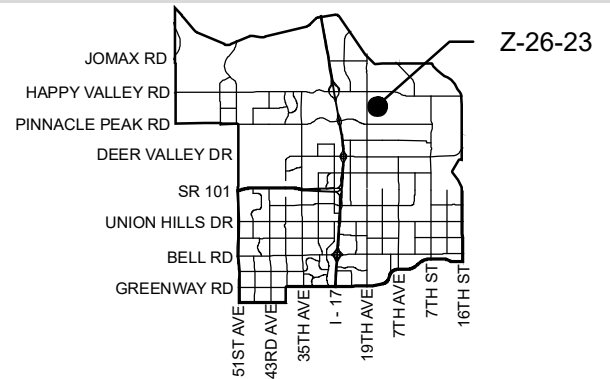 Z-26-23
JOMAX RD
HAPPY VALLEY RD
PINNACLE PEAK RD
DEER VALLEY DR
SR 101
UNION HILLS DR
BELL RD
GREENWAY RD
51ST AVE
43RD AVE
35TH AVE
I - 17
19TH AVE
7TH AVE
7TH ST
16TH ST